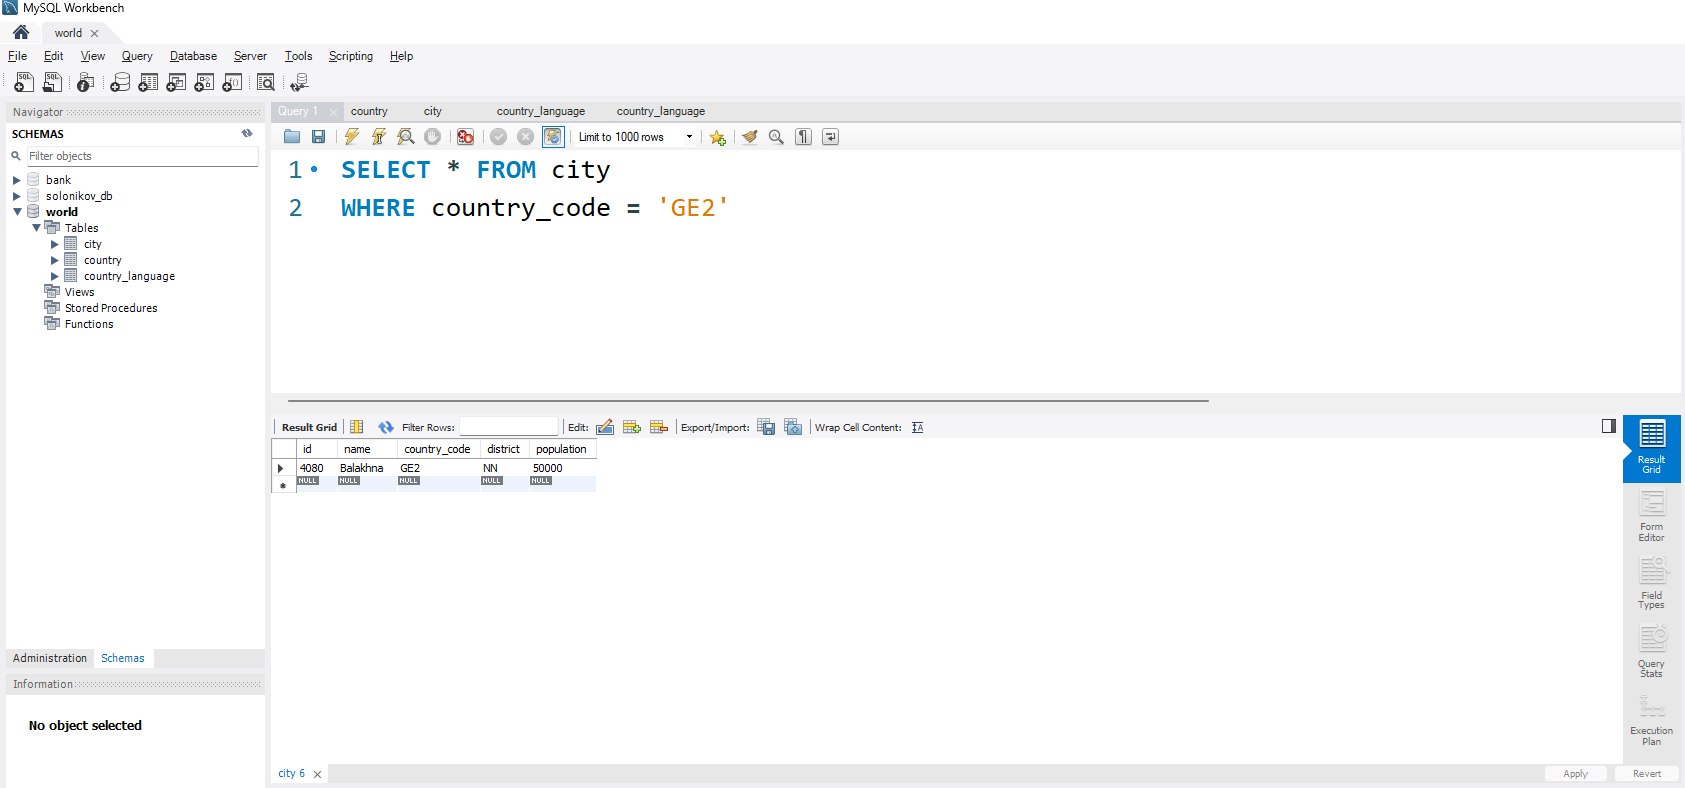 MySQL Workbench
world
File Edit View Query Database Server Tools Scripting Help
Navigator
SCHEMAS
Filter objects
bank
solonikov_db
world
Tables
city
country
country_language
Views
Stored Procedures
Functions
Administration Schemas
Information
No object selected
Query 1 country city country_language country_language
Limit to 1000 rows
1 SELECT * FROM city
2 WHERE country_code = 'GE2'
Result Grid Filter Rows: Edit: Export/Import: Wrap Cell Content:
id name country_code district population
4080 Balakhna GE2 NN 50000
NULL NULL NULL NULL NULL
Result
Grid
Form
Editor
Field
Types
Query
Stats
Execution
Plan
city 6
Apply Revert